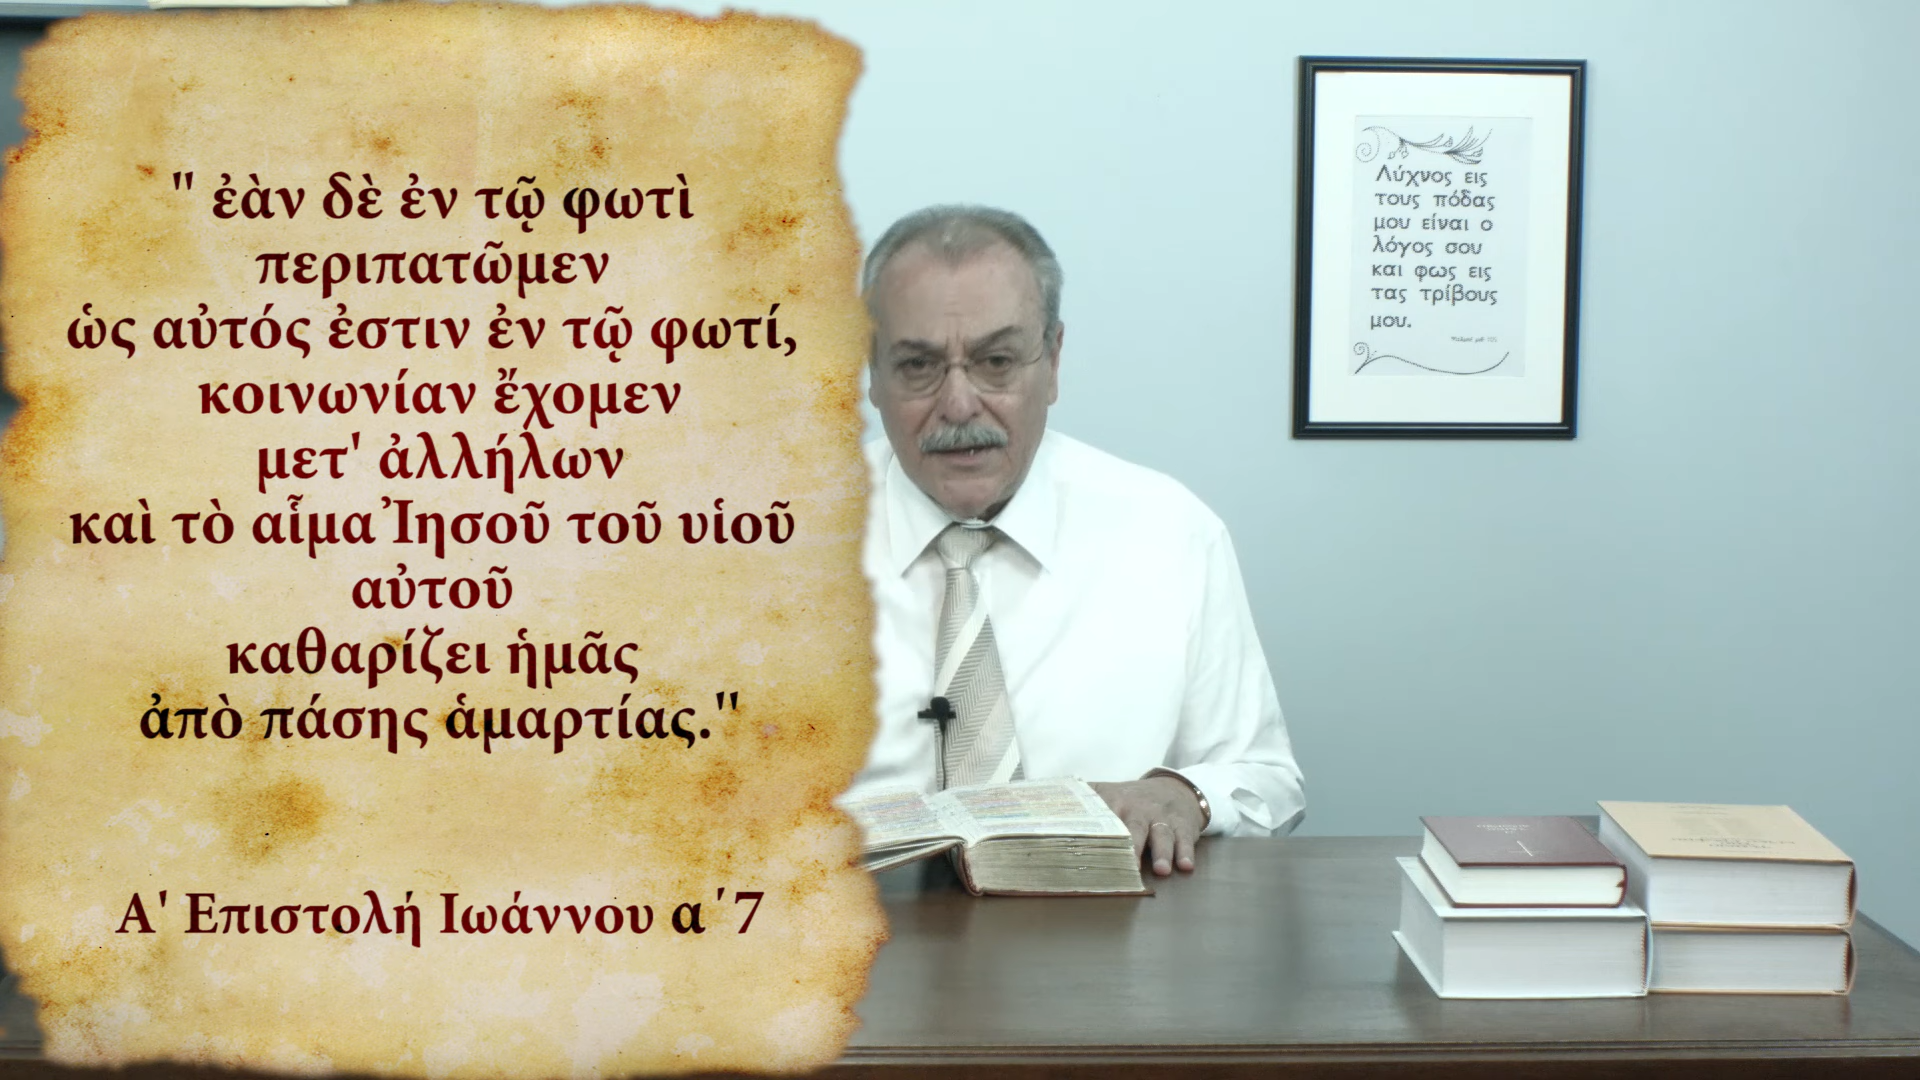 " ἐὰν δὲ ἐν τῷ φωτὶ
περιπατῶμεν
ὡς αὐτός ἐστιν ἐν τῷ φωτί,
κοινωνίαν ἔχομεν
μετ' ἀλλήλων
καὶ τὸ αἷμα Ἰησοῦ τοῦ υἱοῦ
αὐτοῦ
καθαρίζει ἡμᾶς
ἀπὸ πάσης ἁμαρτίας."
Α' Επιστολή Ιωάννου α΄7
Λύχνος εις
τους πόδας
μου είναι ο
λόγος σου
και φως εις
τας τρίβους
μου.